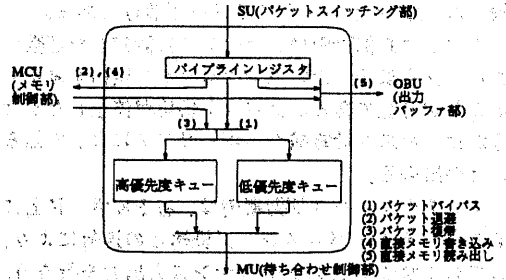 SU(パケットスイッチング部)
パイプラインレジスタ
MCU
(メモリ
制御部)
(2),(4)
(5)
OBU
(出力
バッファ部)
(3)
(1)
高優先度キュー
低優先度キュー
(1) パケットバイパス
(2) パケット退避
(3) パケット復帰
(4) 直接メモリ書き込み
(5) 直接メモリ読み出し
MU(待ち合わせ制御部)